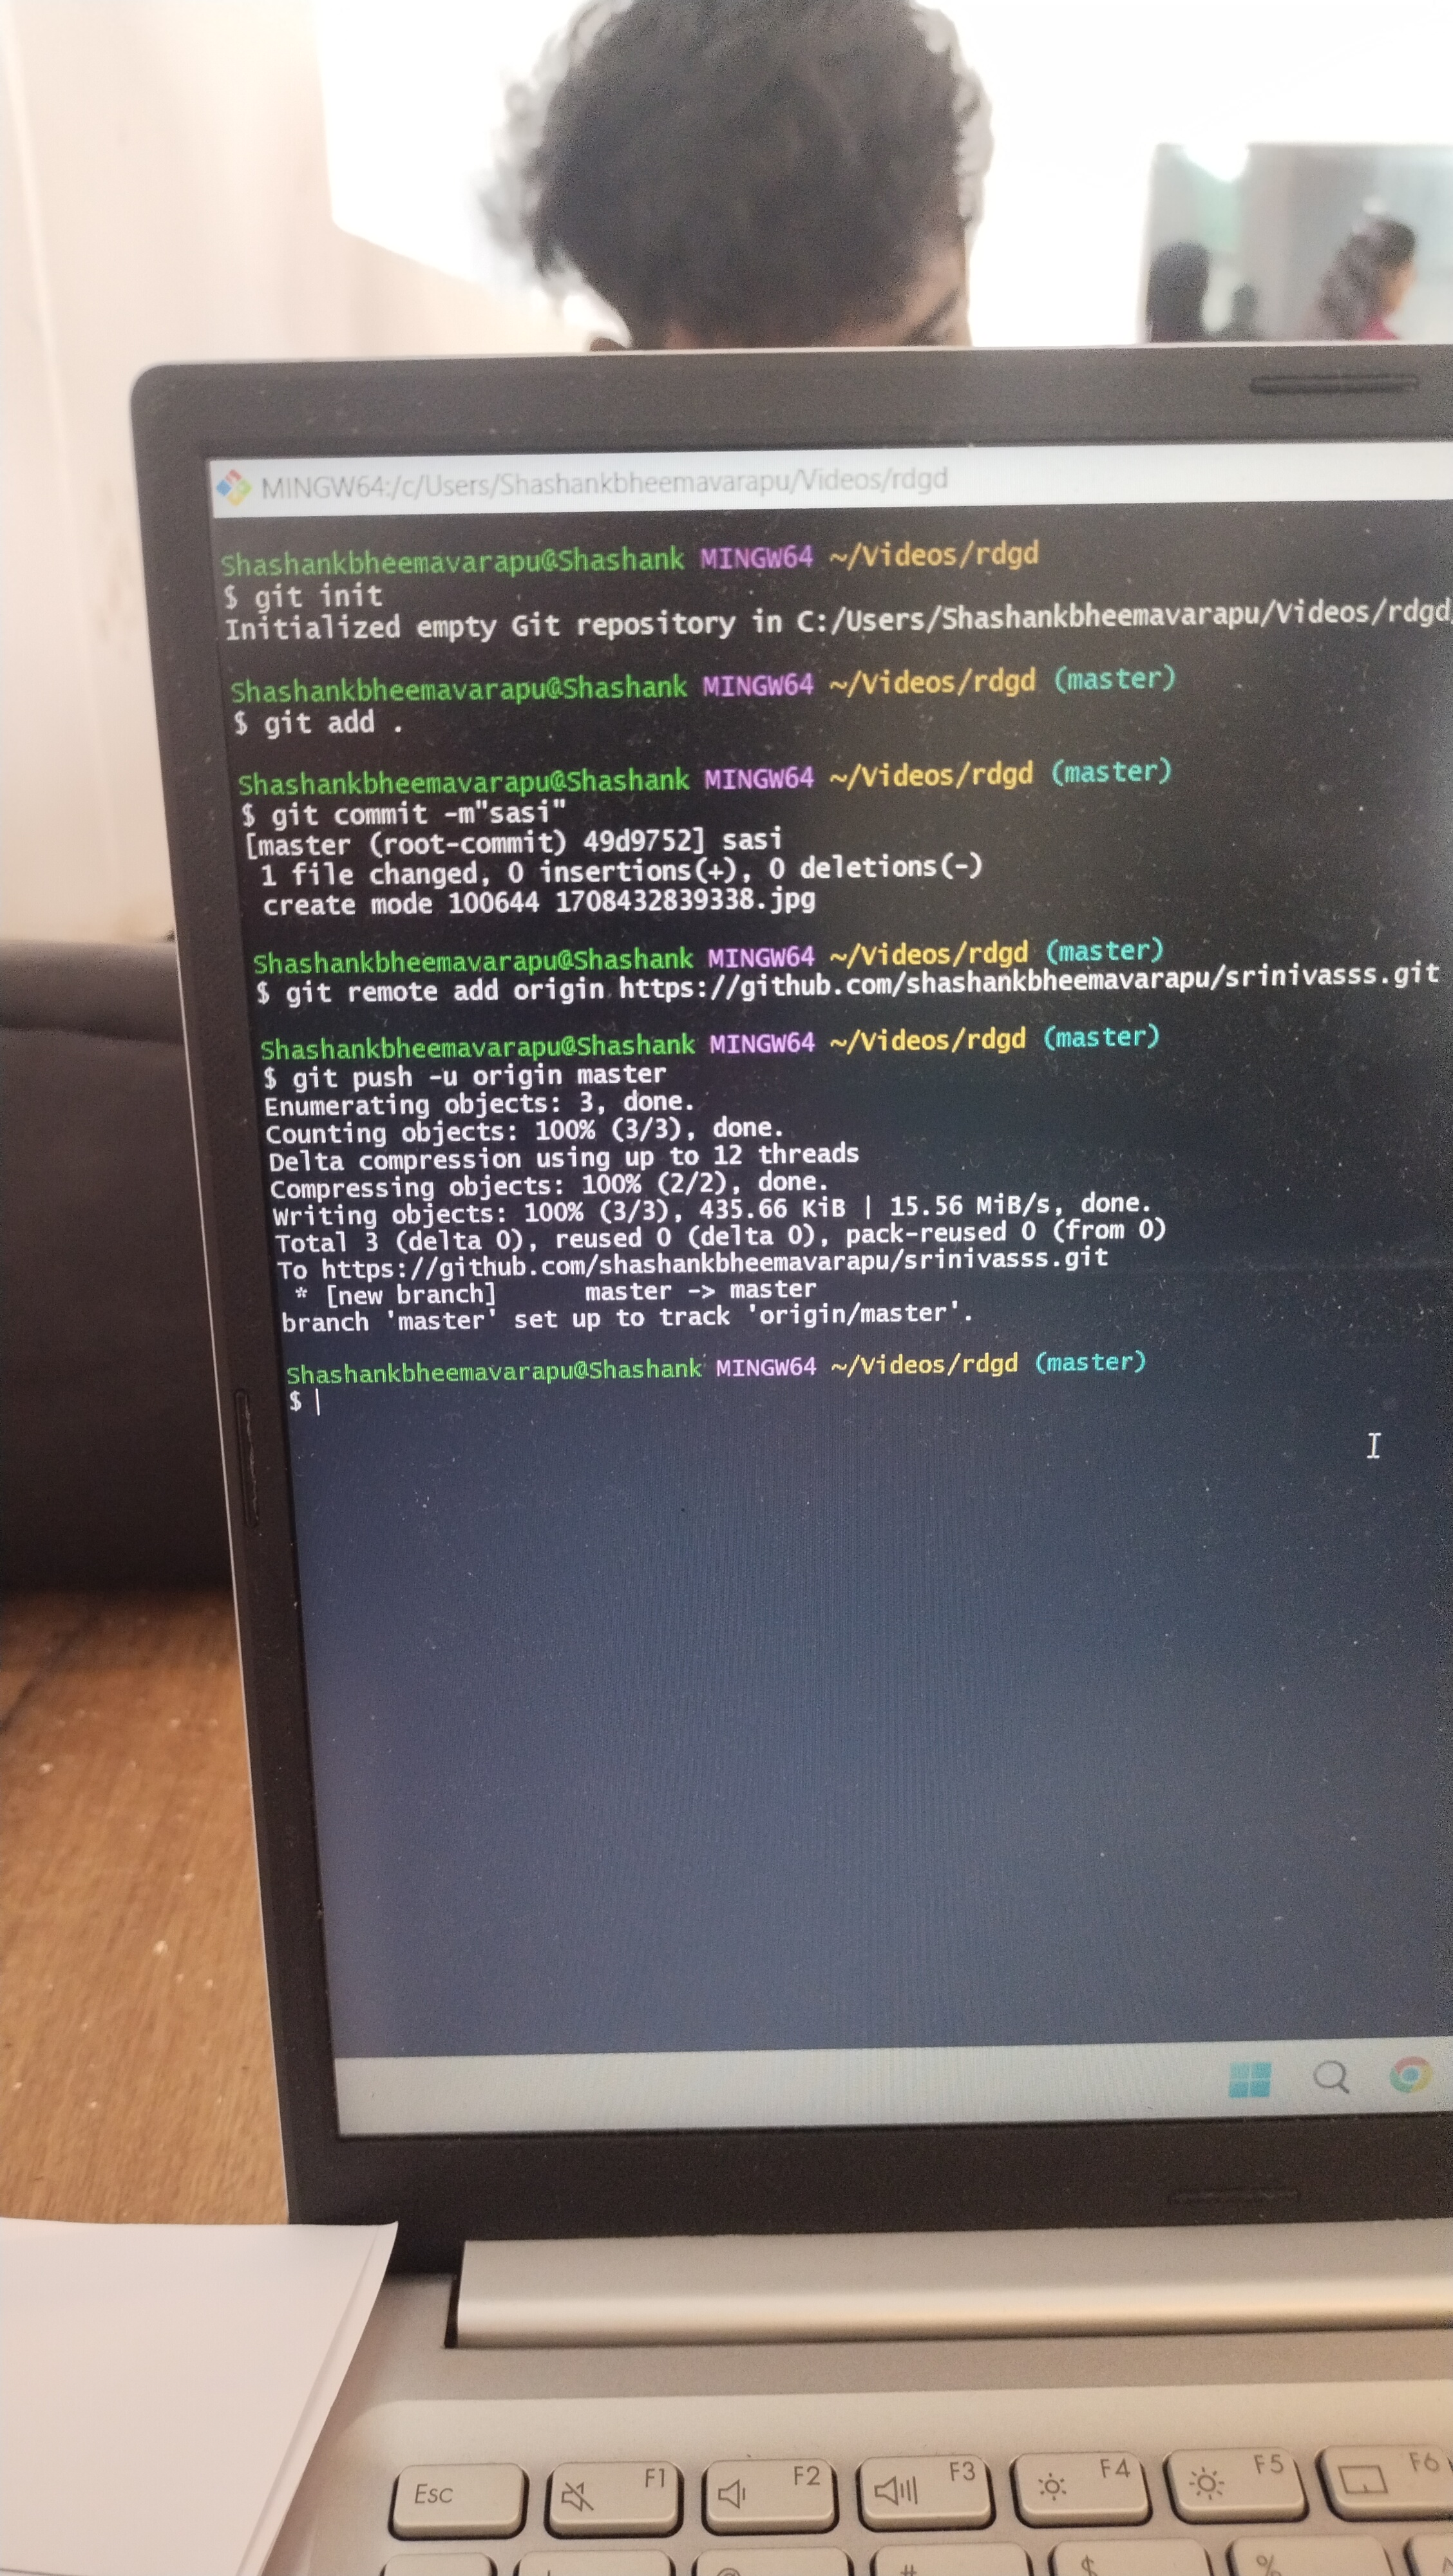 MINGW64:/c/Users/Shashankbheemavarapu/Videos/rdgd
Shashankbheemavarapu@Shashank MINGW64 ~/Videos/rdgd
$ git init
Initialized empty Git repository in C:/Users/Shashankbheemavarapu/Videos/rdgd
Shashankbheemavarapu@Shashank MINGW64 ~/Videos/rdgd (master)
$ git add .
Shashankbheemavarapu@Shashank MINGW64 ~/Videos/rdgd (master)
$ git commit -m"sasi"
[master (root-commit) 49d9752] sasi
1 file changed, 0 insertions(+), 0 deletions(-)
create mode 100644 1708432839338.jpg
Shashankbheemavarapu@Shashank MINGW64 ~/Videos/rdgd (master)
$ git remote add origin https://github.com/shashankbheemavarapu/srinivasss.git
Shashankbheemavarapu@Shashank MINGW64 ~/Videos/rdgd (master)
$ git push -u origin master
Enumerating objects: 3, done.
Counting objects: 100% (3/3), done.
Delta compression using up to 12 threads
Compressing objects: 100% (2/2), done.
Writing objects: 100% (3/3), 435.66 KiB | 15.56 MiB/s, done.
Total 3 (delta 0), reused 0 (delta 0), pack-reused 0 (from 0)
To https://github.com/shashankbheemavarapu/srinivasss.git
* [new branch] master -> master
branch 'master' set up to track 'origin/master'.
Shashankbheemavarapu@Shashank MINGW64 ~/Videos/rdgd (master)
$
Esc F1 F2 F3 F4 F5 F6
# $ %